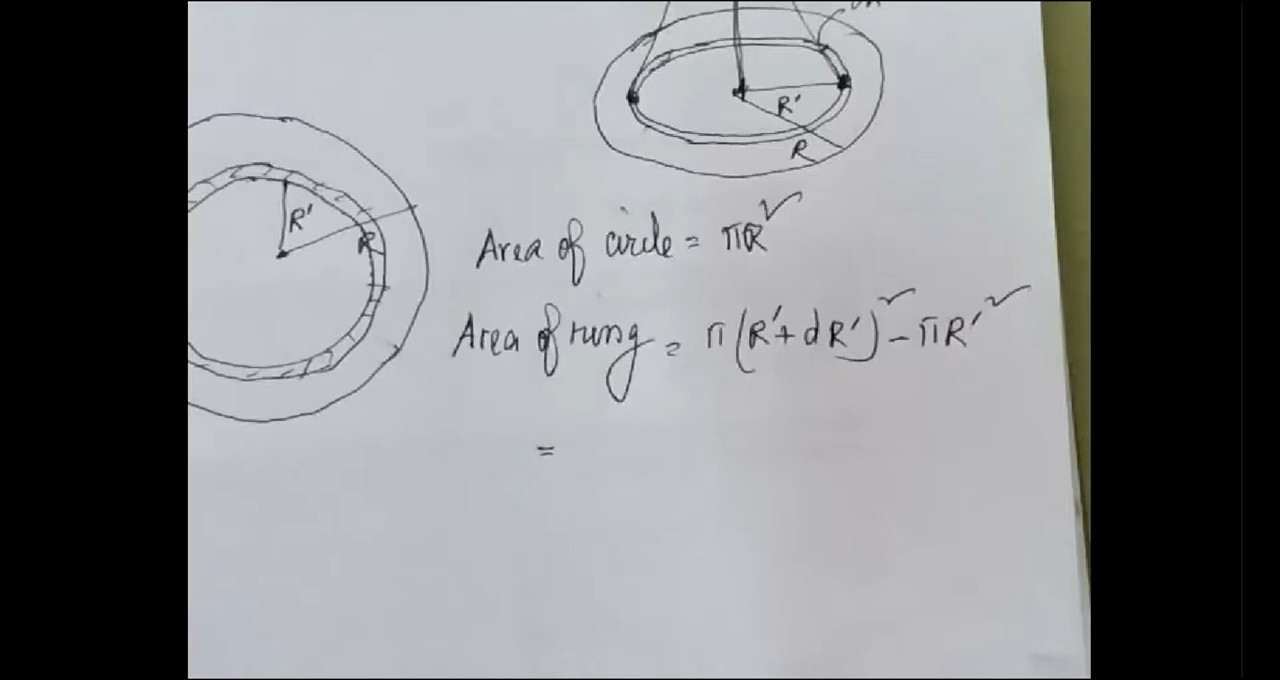 R'
R
R'
R
Area of circle = πR²
Area of ring = π(R'+dR')² - πR'²
=